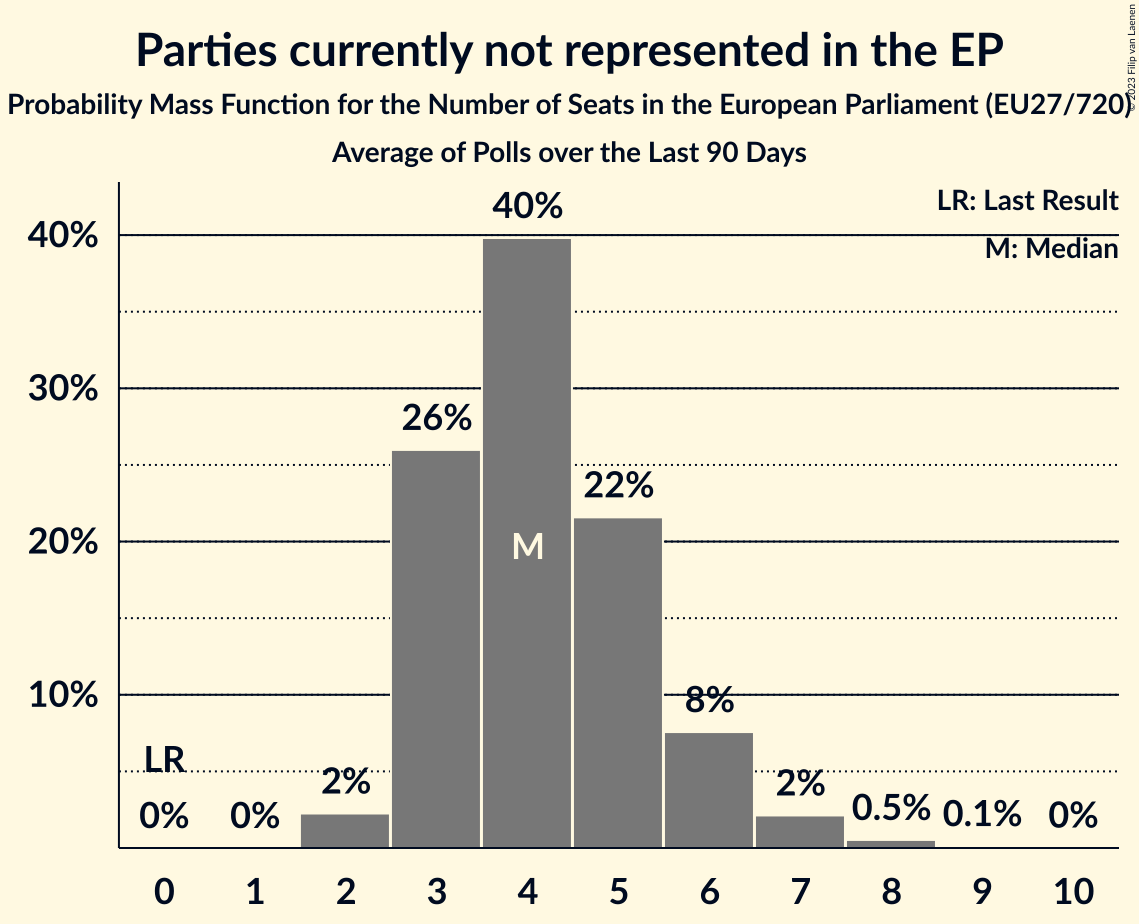 Parties currently not represented in the EP
Probability Mass Function for the Number of Seats in the European Parliament (EU27/720)
Average of Polls over the Last 90 Days
© 2023 Filip van Laenen
LR: Last Result
M: Median
40%
30%
20%
10%
LR
0%
0%
2%
26%
40%
M
22%
8%
2%
0.5%
0.1%
0%
0 1 2 3 4 5 6 7 8 9 10